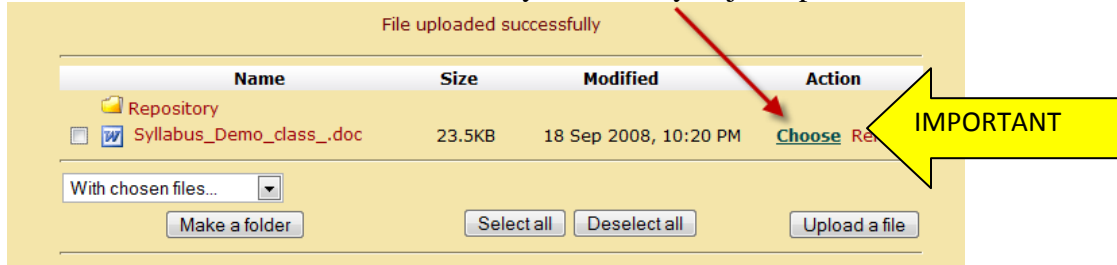 File uploaded successfully
Name Size Modified Action
Repository
Syllabus_Demo_class_.doc 23.5KB 18 Sep 2008, 10:20 PM Choose
IMPORTANT
With chosen files...
Make a folder Select all Deselect all Upload a file